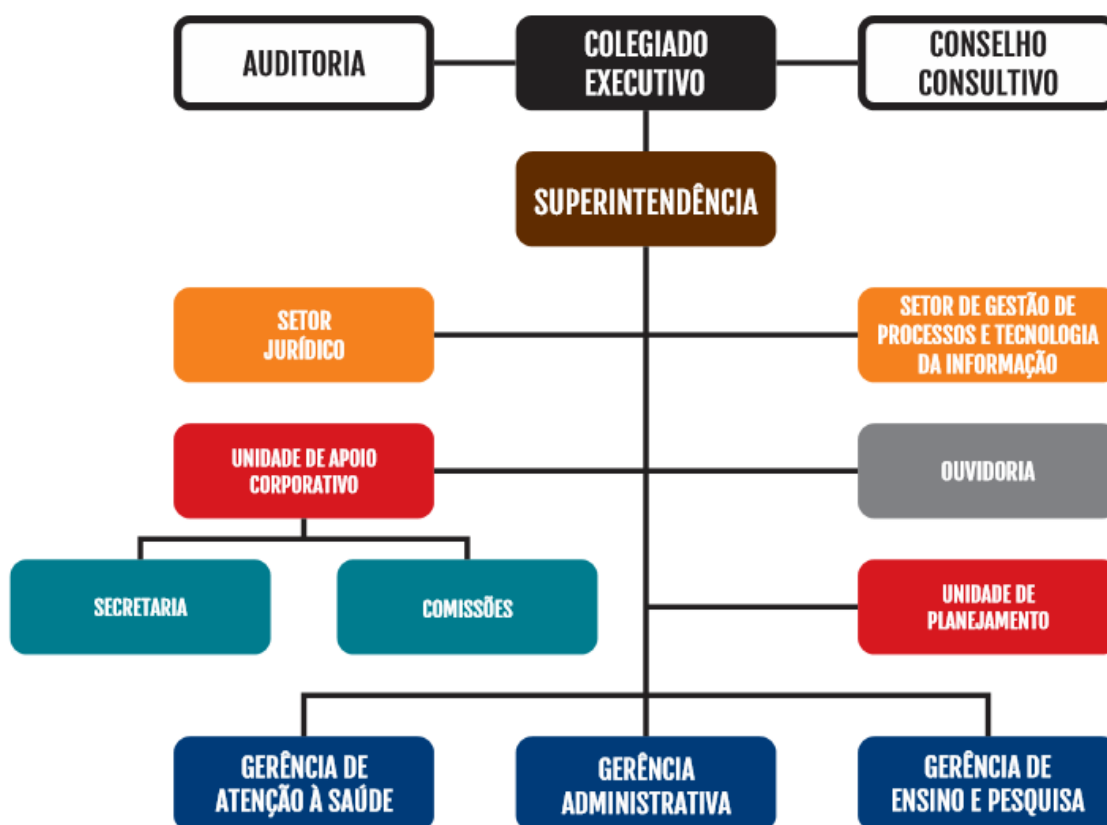 AUDITORIA
COLEGIADO
EXECUTIVO
CONSELHO
CONSULTIVO
SUPERINTENDÊNCIA
SETOR
JURÍDICO
SETOR DE GESTÃO DE
PROCESSOS E TECNOLOGIA
DA INFORMAÇÃO
UNIDADE DE APOIO
CORPORATIVO
OUVIDORIA
SECRETARIA
COMISSÕES
UNIDADE DE
PLANEJAMENTO
GERÊNCIA DE
ATENÇÃO À SAÚDE
GERÊNCIA
ADMINISTRATIVA
GERÊNCIA DE
ENSINO E PESQUISA